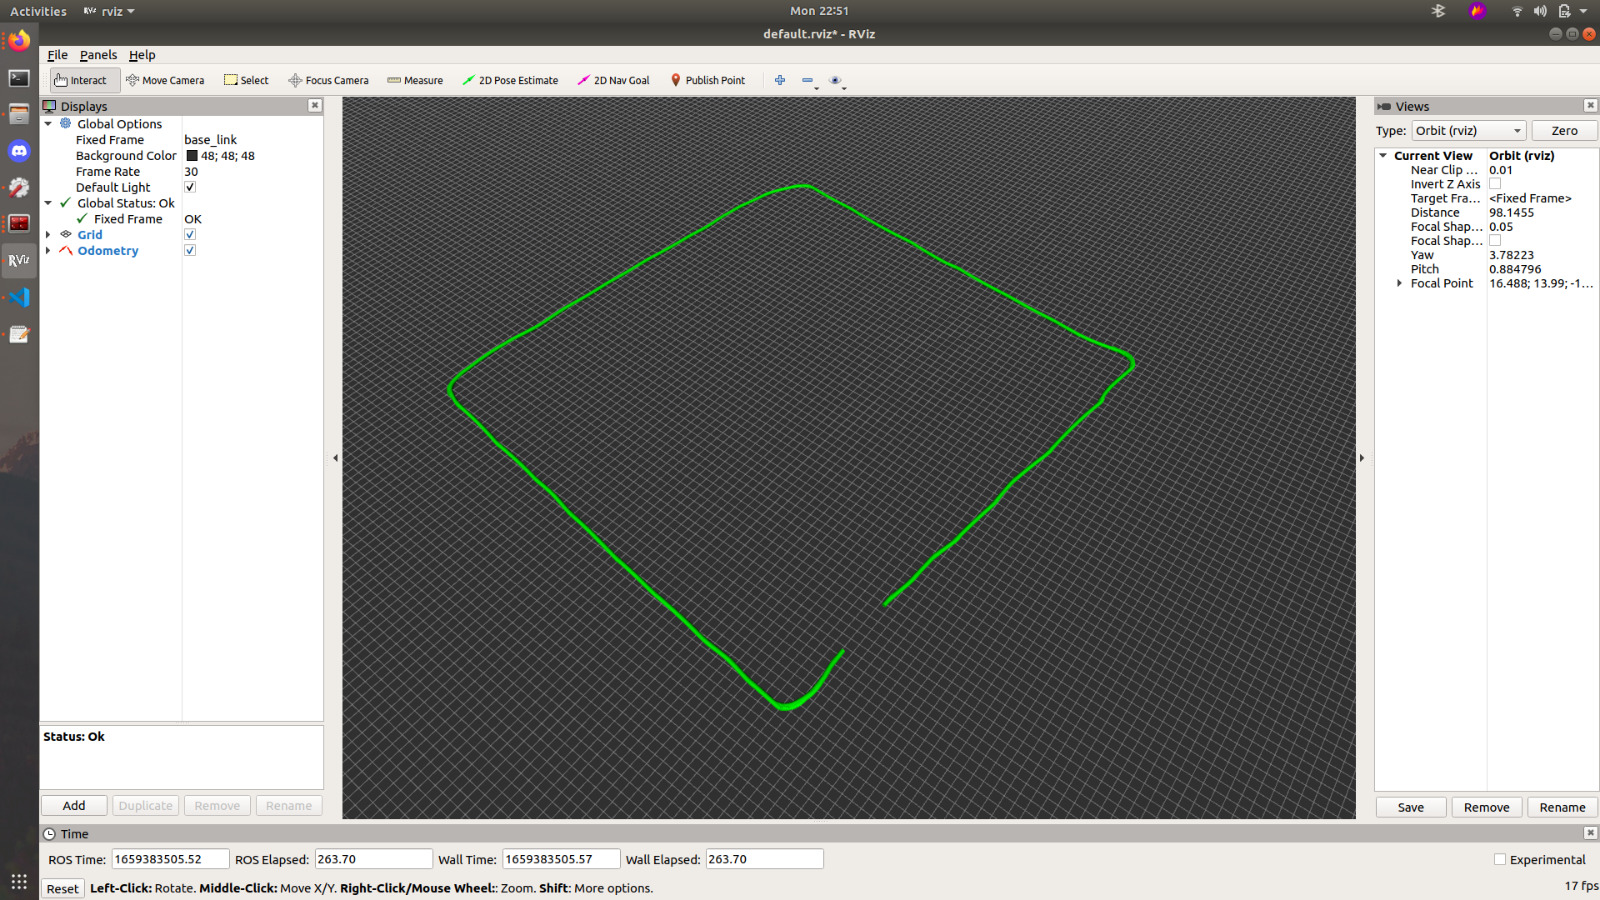 Activities RViz rviz Mon 22:51
default.rviz* - RViz
File Panels Help
Interact Move Camera Select Focus Camera Measure 2D Pose Estimate 2D Nav Goal Publish Point
Displays
Global Options
Fixed Frame base_link
Background Color 48; 48; 48
Frame Rate 30
Default Light
Global Status: Ok
Fixed Frame OK
Grid
Odometry
Status: Ok
Add Duplicate Remove Rename
Views
Type: Orbit (rviz) Zero
Current View Orbit (rviz)
Near Clip ... 0.01
Invert Z Axis
Target Fra... <Fixed Frame>
Distance 98.1455
Focal Shap... 0.05
Focal Shap...
Yaw 3.78223
Pitch 0.884796
Focal Point 16.488; 13.99; -1...
Save Remove Rename
RViz
Time
ROS Time: 1659383505.52 ROS Elapsed: 263.70 Wall Time: 1659383505.57 Wall Elapsed: 263.70 Experimental
Reset Left-Click: Rotate. Middle-Click: Move X/Y. Right-Click/Mouse Wheel:: Zoom. Shift: More options. 17 fps